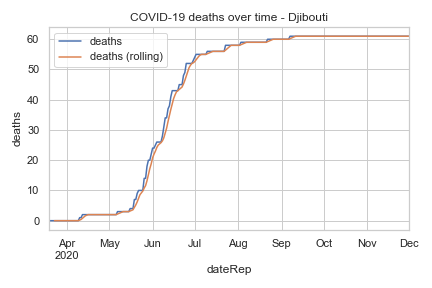 COVID-19 deaths over time - Djibouti
deaths
deaths (rolling)
60
50
40
30
20
10
0
deaths
Apr May Jun Jul Aug Sep Oct Nov Dec
2020
dateRep